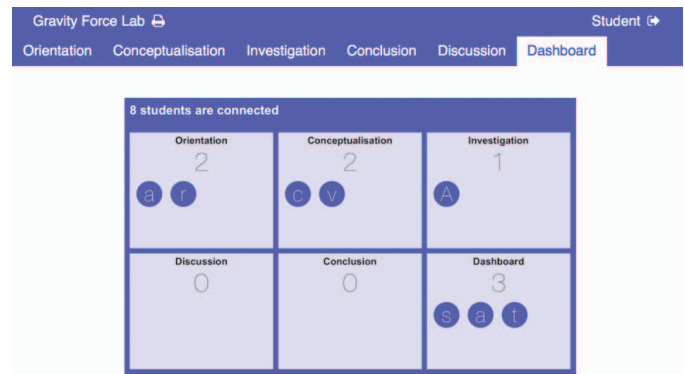 Gravity Force Lab Student
Orientation Conceptualisation Investigation Conclusion Discussion Dashboard
8 students are connected
Orientation Conceptualisation Investigation
2 2 1
a r c v A
Discussion Conclusion Dashboard
0 0 3
s a t